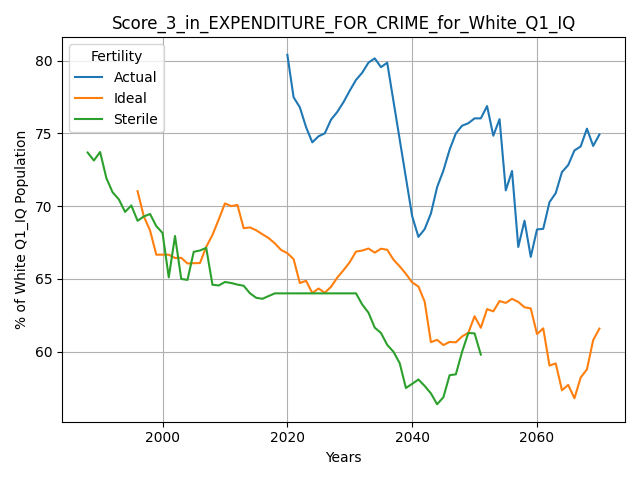 Score_3_in_EXPENDITURE_FOR_CRIME_for_White_Q1_IQ
Fertility
Actual
Ideal
Sterile
% of White Q1_IQ Population
80
75
70
65
60
2000
2020
2040
2060
Years